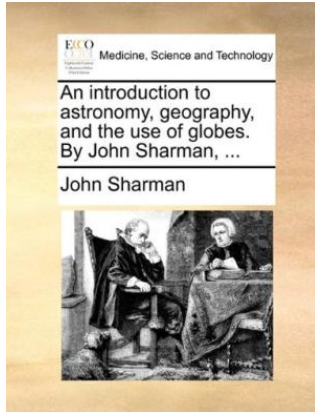 ECCO
Medicine, Science and Technology
An introduction to
astronomy, geography,
and the use of globes.
By John Sharman, ...
John Sharman